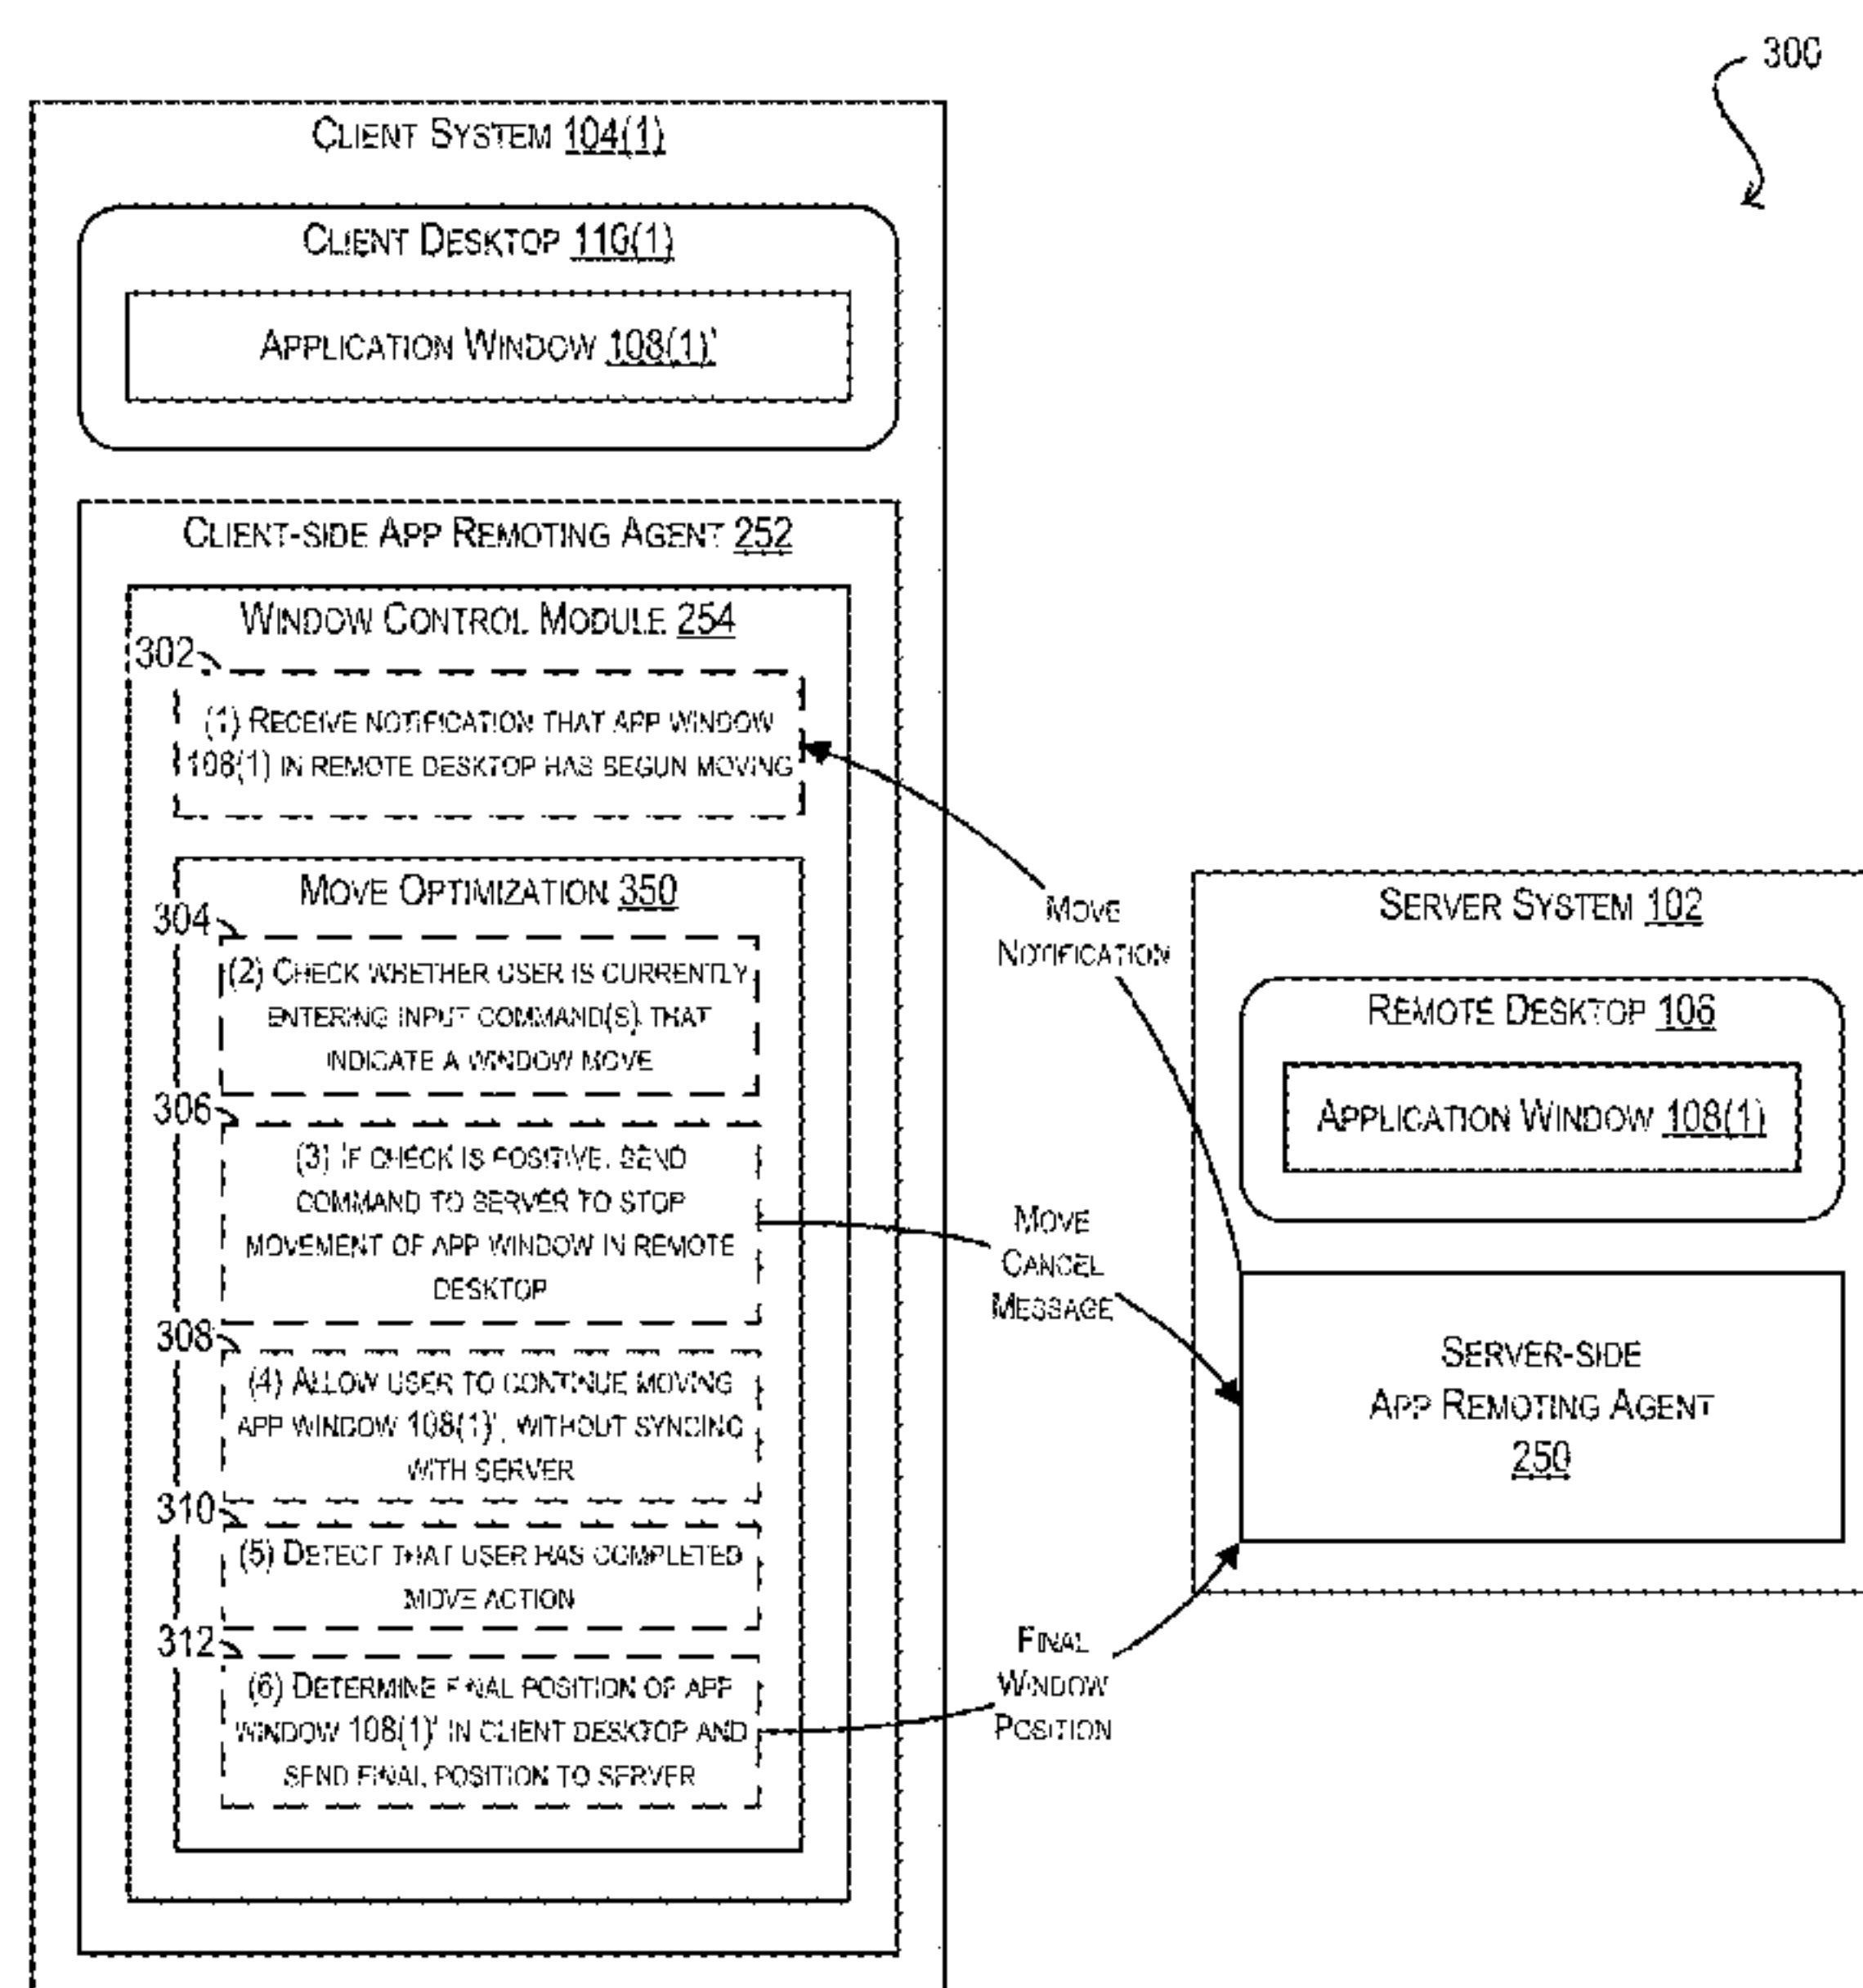 300
CLIENT SYSTEM 104(1)
CLIENT DESKTOP 110(1)
APPLICATION WINDOW 108(1)'
CLIENT-SIDE APP REMOTING AGENT 252
WINDOW CONTROL MODULE 254
302
(1) RECEIVE NOTIFICATION THAT APP WINDOW
108(1) IN REMOTE DESKTOP HAS BEGUN MOVING
MOVE OPTIMIZATION 350
304
(2) CHECK WHETHER USER IS CURRENTLY
ENTERING INPUT COMMAND(S) THAT
INDICATE A WINDOW MOVE
306
(3) IF CHECK IS POSITIVE, SEND
COMMAND TO SERVER TO STOP
MOVEMENT OF APP WINDOW IN REMOTE
DESKTOP
308
(4) ALLOW USER TO CONTINUE MOVING
APP WINDOW 108(1)', WITHOUT SYNCING
WITH SERVER
310
(5) DETECT THAT USER HAS COMPLETED
MOVE ACTION
312
(6) DETERMINE FINAL POSITION OF APP
WINDOW 108(1)' IN CLIENT DESKTOP AND
SEND FINAL POSITION TO SERVER
MOVE
NOTIFICATION
MOVE
CANCEL
MESSAGE
FINAL
WINDOW
POSITION
SERVER SYSTEM 102
REMOTE DESKTOP 106
APPLICATION WINDOW 108(1)
SERVER-SIDE
APP REMOTING AGENT
250